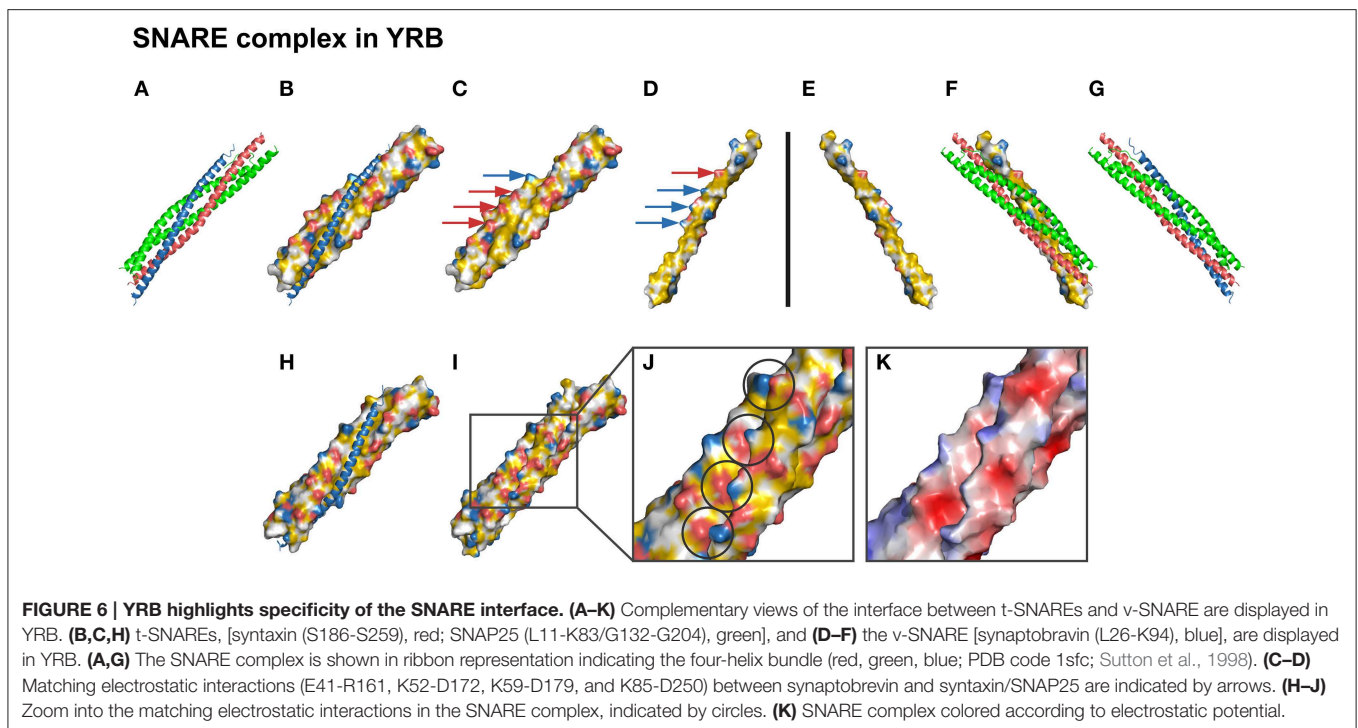 SNARE complex in YRB
A B C D E F G
H I J K
FIGURE 6 | YRB highlights specificity of the SNARE interface. (A–K) Complementary views of the interface between t-SNAREs and v-SNARE are displayed in
YRB. (B,C,H) t-SNAREs, [syntaxin (S186-S259), red; SNAP25 (L11-K83/G132-G204), green], and (D–F) the v-SNARE [synaptobravin (L26-K94), blue], are displayed
in YRB. (A,G) The SNARE complex is shown in ribbon representation indicating the four-helix bundle (red, green, blue; PDB code 1sfc; Sutton et al., 1998). (C–D)
Matching electrostatic interactions (E41-R161, K52-D172, K59-D179, and K85-D250) between synaptobrevin and syntaxin/SNAP25 are indicated by arrows. (H–J)
Zoom into the matching electrostatic interactions in the SNARE complex, indicated by circles. (K) SNARE complex colored according to electrostatic potential.